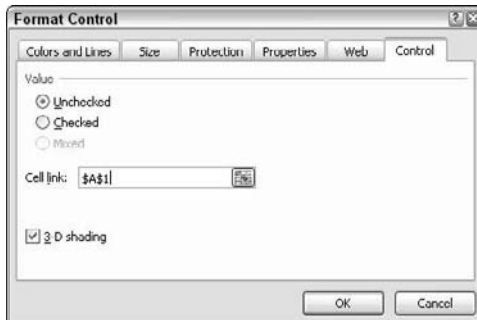 Format Control
Colors and Lines Size Protection Properties Web Control
Value
Unchecked
Checked
Mixed
Cell link: $A$1
3-D shading
OK Cancel